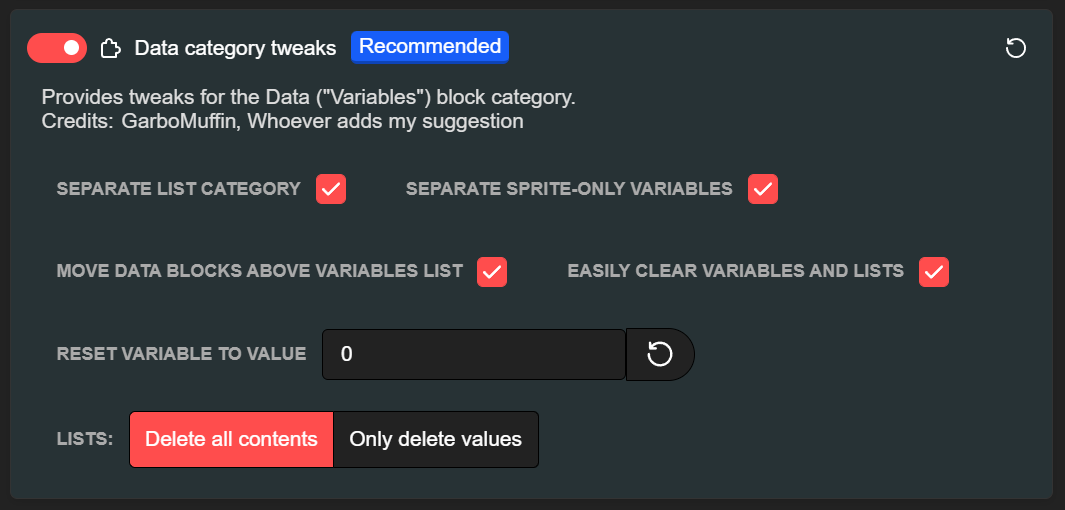 Data category tweaks Recommended
Provides tweaks for the Data ("Variables") block category.
Credits: GarboMuffin, Whoever adds my suggestion
SEPARATE LIST CATEGORY SEPARATE SPRITE-ONLY VARIABLES
MOVE DATA BLOCKS ABOVE VARIABLES LIST EASILY CLEAR VARIABLES AND LISTS
RESET VARIABLE TO VALUE 0
LISTS: Delete all contents Only delete values